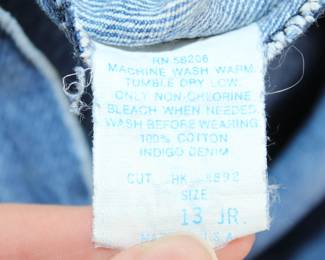 RN 58206
MACHINE WASH WARM.
TUMBLE DRY LOW.
ONLY NON-CHLORINE
BLEACH WHEN NEEDED.
WASH BEFORE WEARING
100% COTTON
INDIGO DENIM
CUT HK
SIZE
13 JR.
U.S.A.